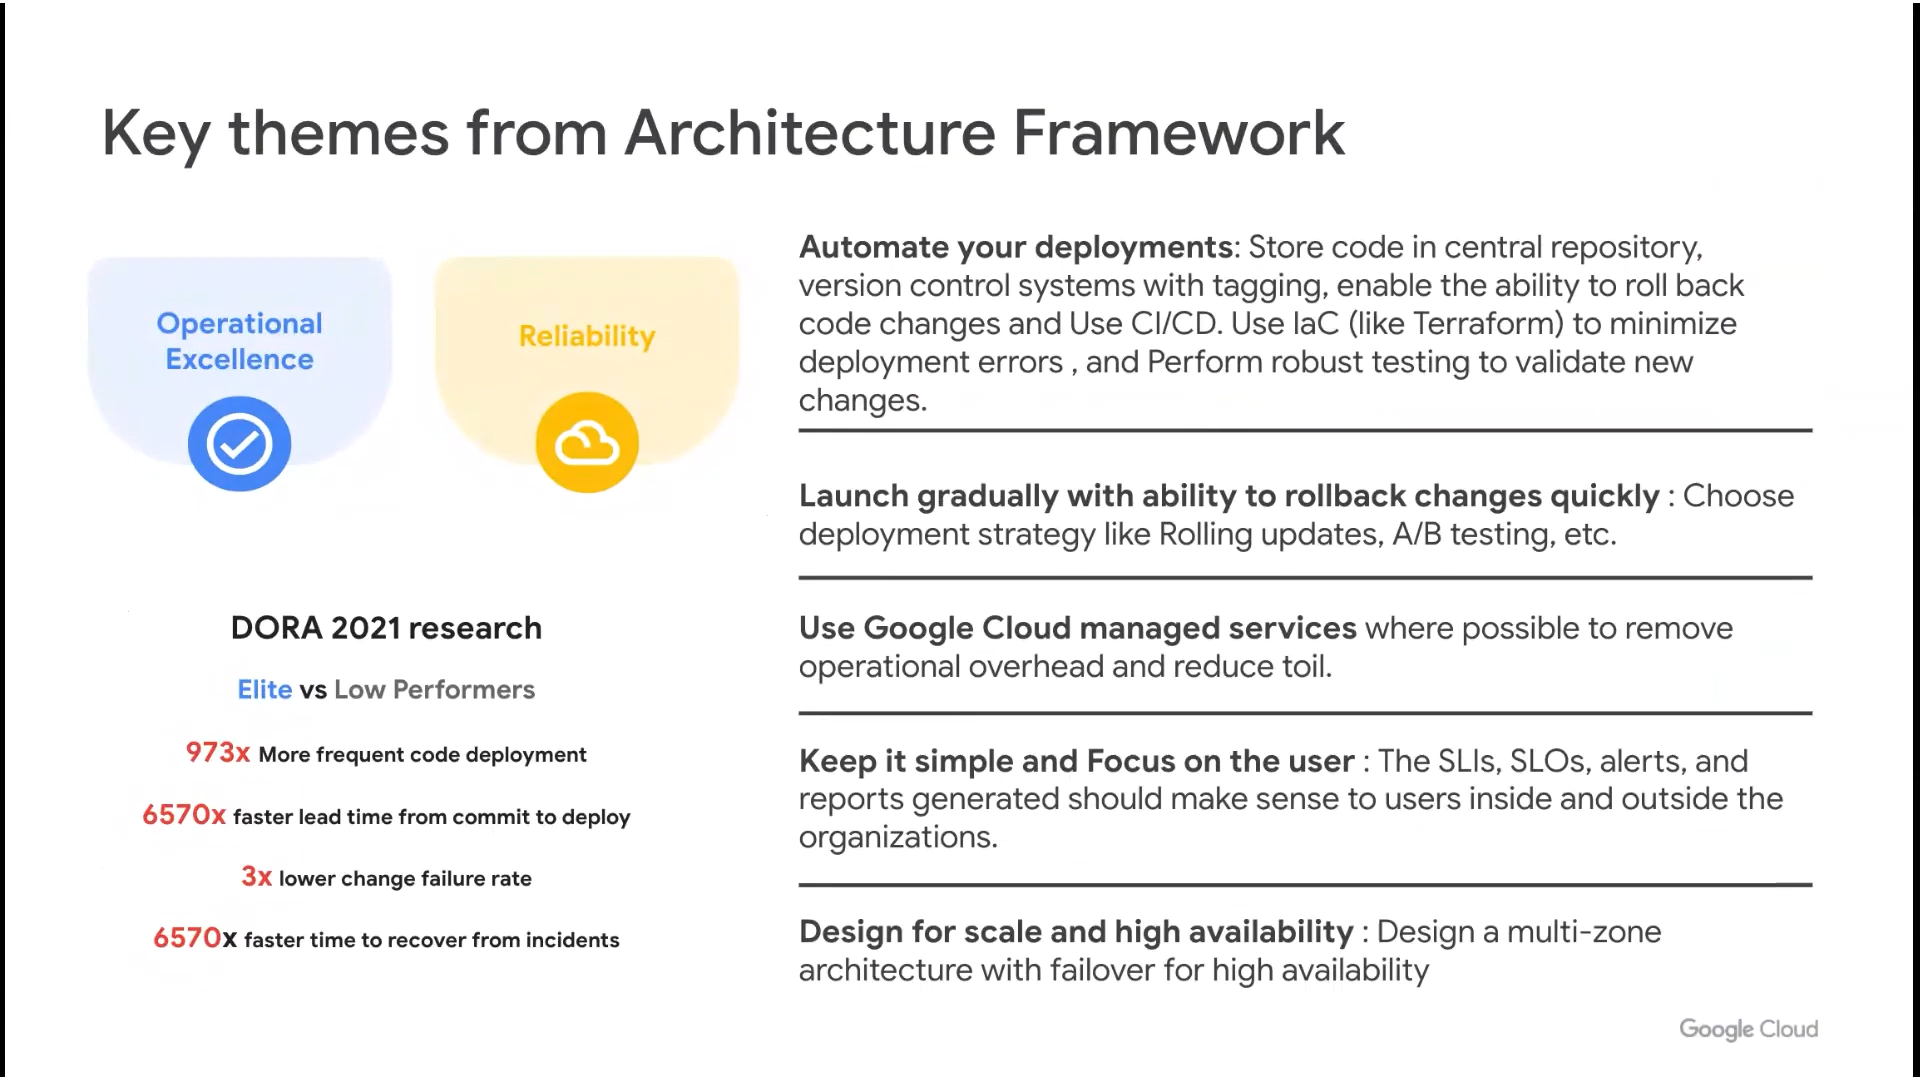 Key themes from Architecture Framework
Operational
Excellence
Reliability
DORA 2021 research
Elite vs Low Performers
973x More frequent code deployment
6570x faster lead time from commit to deploy
3x lower change failure rate
6570x faster time to recover from incidents
Automate your deployments: Store code in central repository,
version control systems with tagging, enable the ability to roll back
code changes and Use CI/CD. Use IaC (like Terraform) to minimize
deployment errors , and Perform robust testing to validate new
changes.
Launch gradually with ability to rollback changes quickly : Choose
deployment strategy like Rolling updates, A/B testing, etc.
Use Google Cloud managed services where possible to remove
operational overhead and reduce toil.
Keep it simple and Focus on the user : The SLIs, SLOs, alerts, and
reports generated should make sense to users inside and outside the
organizations.
Design for scale and high availability : Design a multi-zone
architecture with failover for high availability
Google Cloud